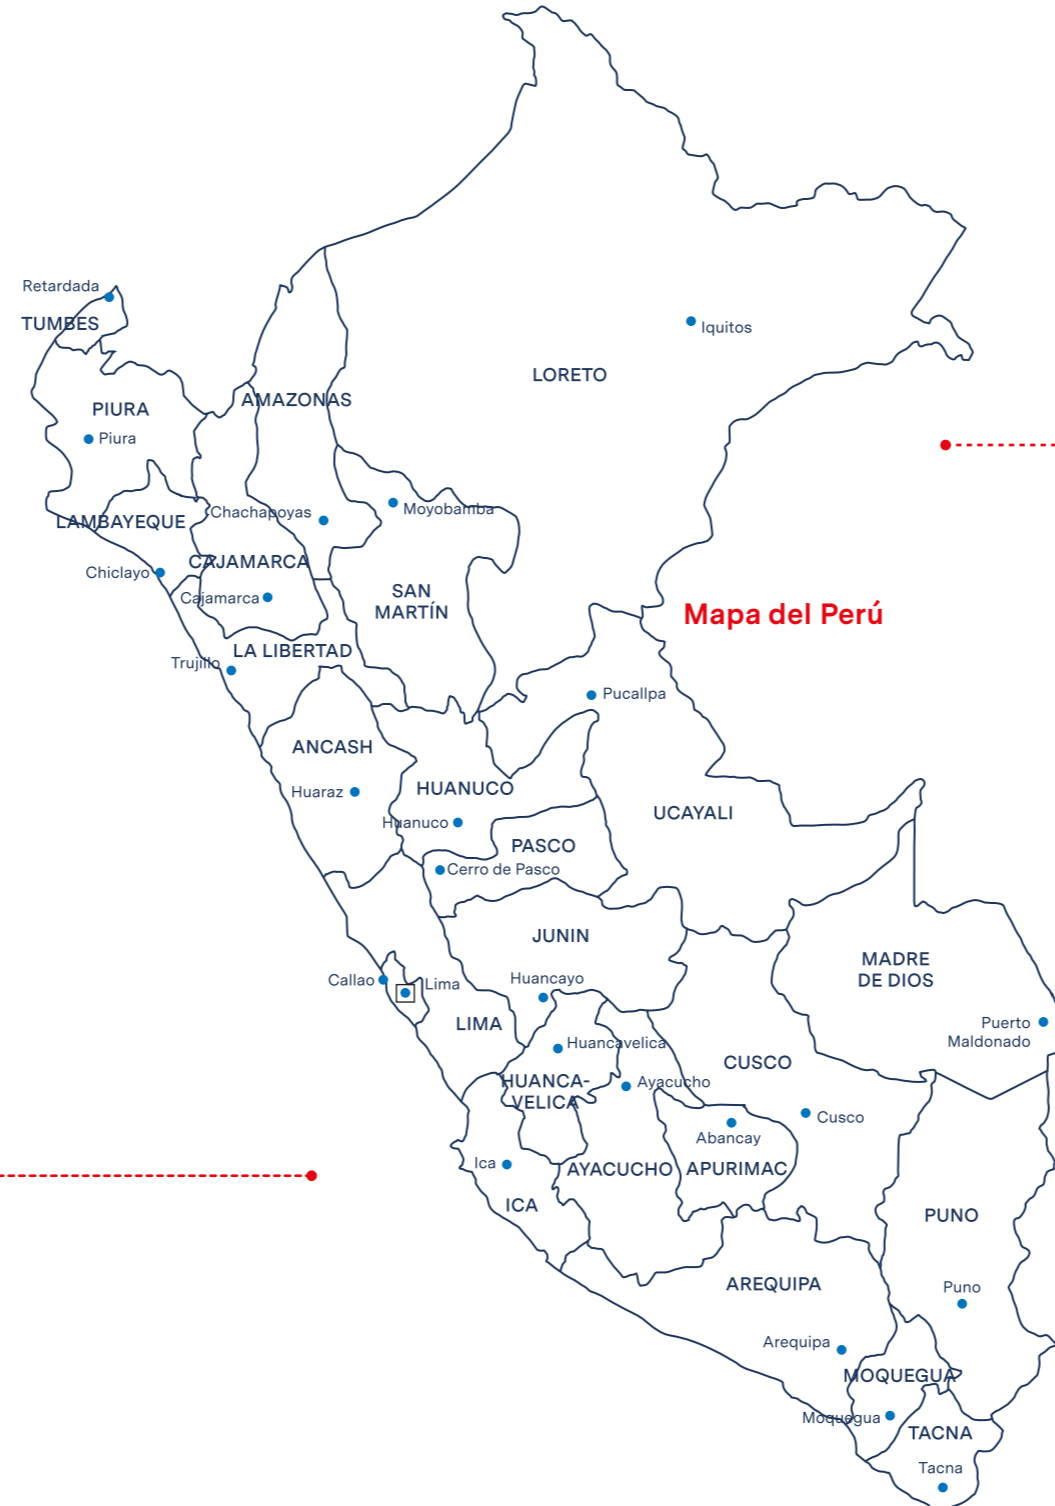 Retardada
TUMBES
Iquitos
LORETO
AMAZONAS
PIURA
Piura
Moyobamba
Chachapoyas
LAMBAYEQUE
CAJAMARCA
Chiclayo
Cajamarca
SAN
MARTÍN
Mapa del Perú
LA LIBERTAD
Trujillo
Pucallpa
ANCASH
HUANUCO
Huaraz
UCAYALI
Huanuco
PASCO
Cerro de Pasco
JUNIN
MADRE
DE DIOS
Callao
Lima
Huancayo
LIMA
Puerto
Maldonado
Huancavelica
CUSCO
HUANCA-
VELICA
Ayacucho
Cusco
Abancay
Ica
AYACUCHO
APURIMAC
ICA
PUNO
AREQUIPA
Puno
Arequipa
MOQUEGUA
Moquegua
TACNA
Tacna